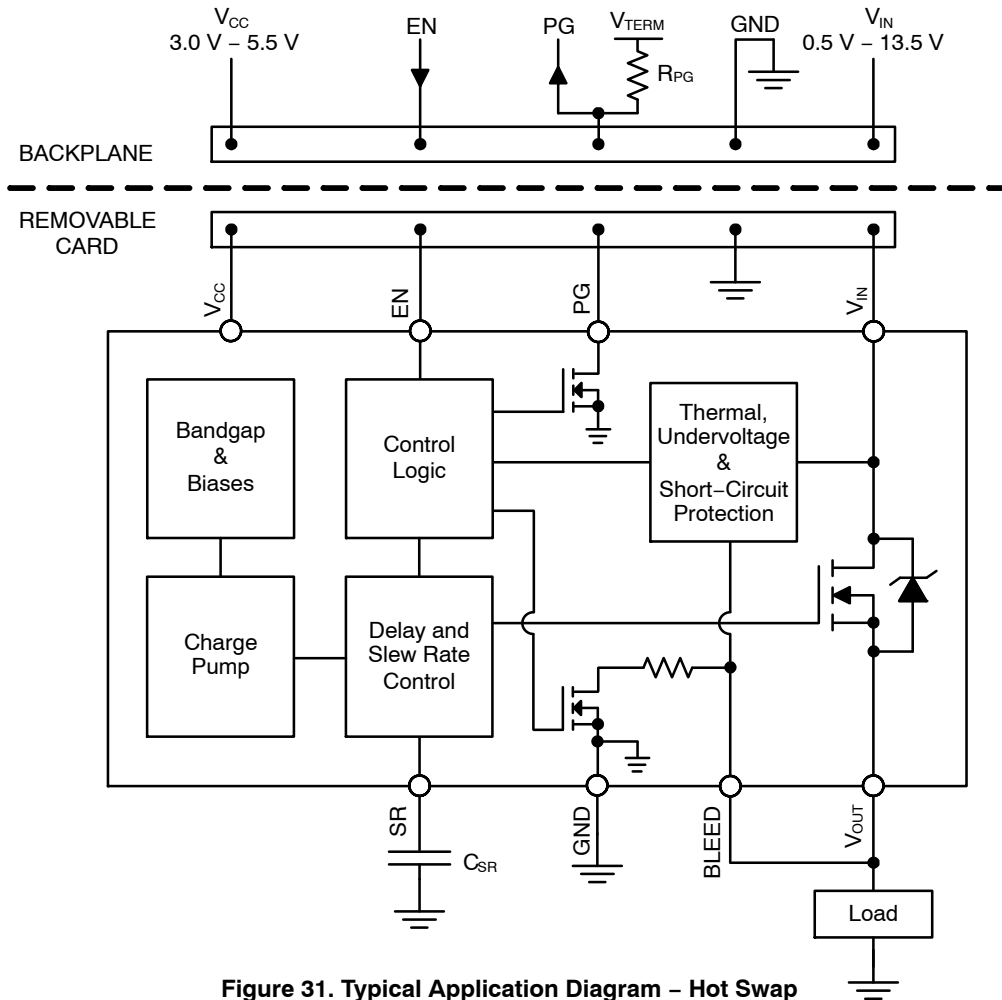 VCC
3.0 V – 5.5 V
EN
PG
VTERM
RPG
GND
VIN
0.5 V – 13.5 V
BACKPLANE
REMOVABLE
CARD
VCC
EN
PG
VIN
Bandgap
&
Biases
Control
Logic
Thermal,
Undervoltage
&
Short–Circuit
Protection
Charge
Pump
Delay and
Slew Rate
Control
SR
GND
BLEED
VOUT
CSR
Load
Figure 31. Typical Application Diagram – Hot Swap